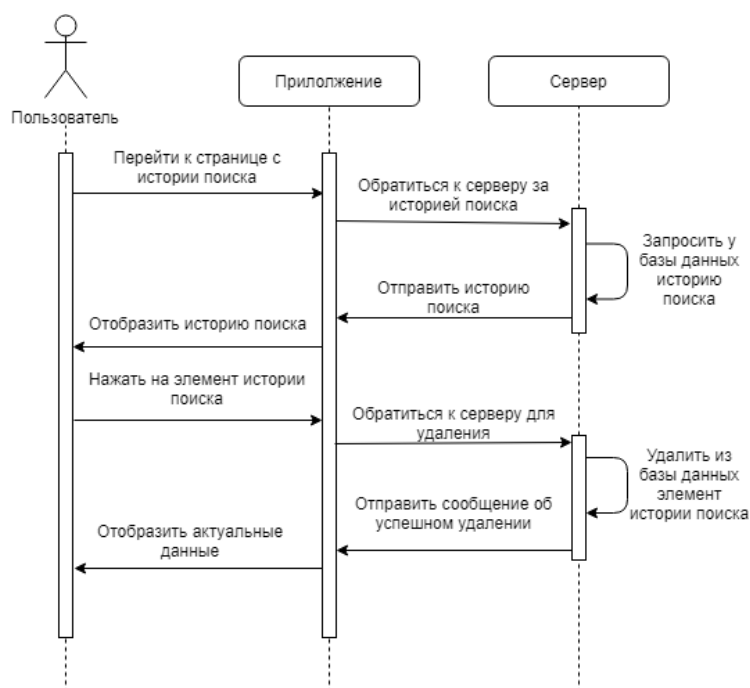 Прилолжение
Сервер
Пользователь
Перейти к странице с
истории поиска
Обратиться к серверу за
историей поиска
Запросить у
базы данных
историю
поиска
Отправить историю
поиска
Отобразить историю поиска
Нажать на элемент истории
поиска
Обратиться к серверу для
удаления
Удалить из
базы данных
элемент
истории поиска
Отправить сообщение об
успешном удалении
Отобразить актуальные
данные